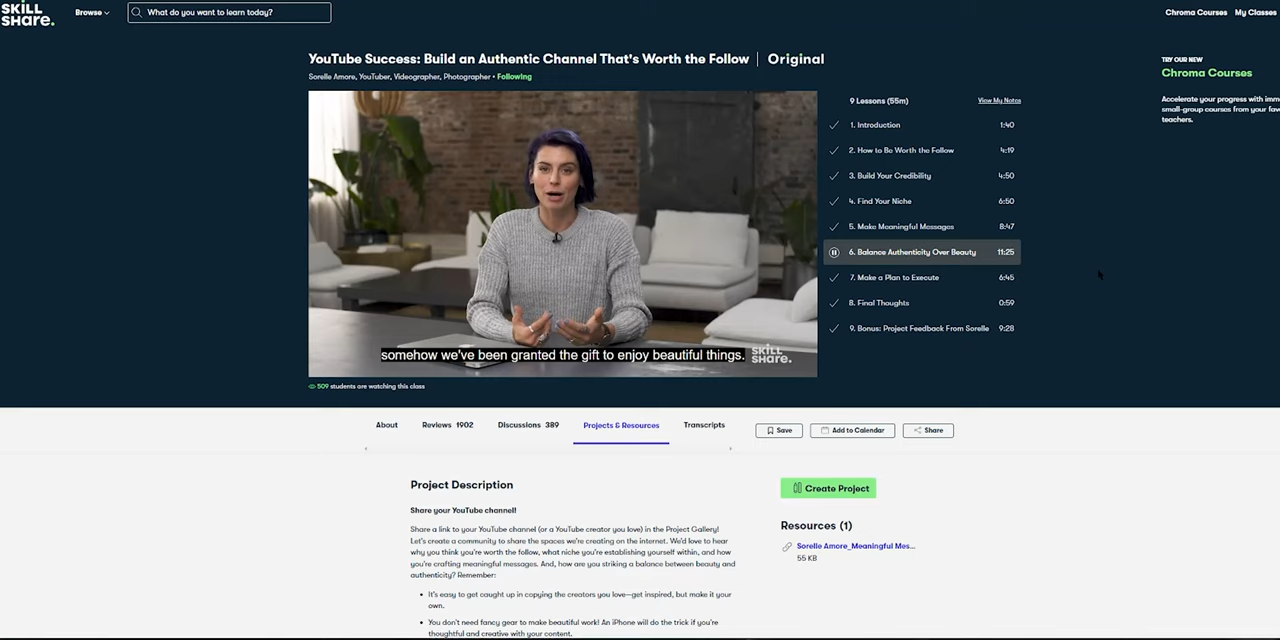 SKILL
SHARE.
Browse
What do you want to learn today?
Chroma Courses
My Classes
YouTube Success: Build an Authentic Channel That's Worth the Follow | Original
Sorelle Amore, YouTuber, Videographer, Photographer • Following
TRY OUR NEW
Chroma Courses
Accelerate your progress with imm
small-group courses from your fav
teachers.
9 Lessons (55m)
View My Notes
1. Introduction 1:40
2. How to Be Worth the Follow 4:19
3. Build Your Credibility 4:50
4. Find Your Niche 6:50
5. Make Meaningful Messages 8:47
6. Balance Authenticity Over Beauty 11:25
7. Make a Plan to Execute 6:45
8. Final Thoughts 0:59
9. Bonus: Project Feedback From Sorelle 9:28
somehow we've been granted the gift to enjoy beautiful things.
SKILL
SHARE.
509 students are watching this class
About
Reviews 1902
Discussions 389
Projects & Resources
Transcripts
Save
Add to Calendar
Share
Project Description
Share your YouTube channel!
Share a link to your YouTube channel (or a YouTube creator you love) in the Project Gallery!
Let's create a community to share the spaces we're creating on the internet. We'd love to hear
why you think you're worth the follow, what niche you're establishing yourself within, and how
you're crafting meaningful messages. And, how are you striking a balance between beauty and
authenticity? Remember:
• It's easy to get caught up in copying the creators you love—get inspired, but make it your
own.
• You don't need fancy gear to make beautiful work! An iPhone will do the trick if you're
thoughtful and creative with your content.
Create Project
Resources (1)
Sorelle Amore_Meaningful Mes...
55 KB